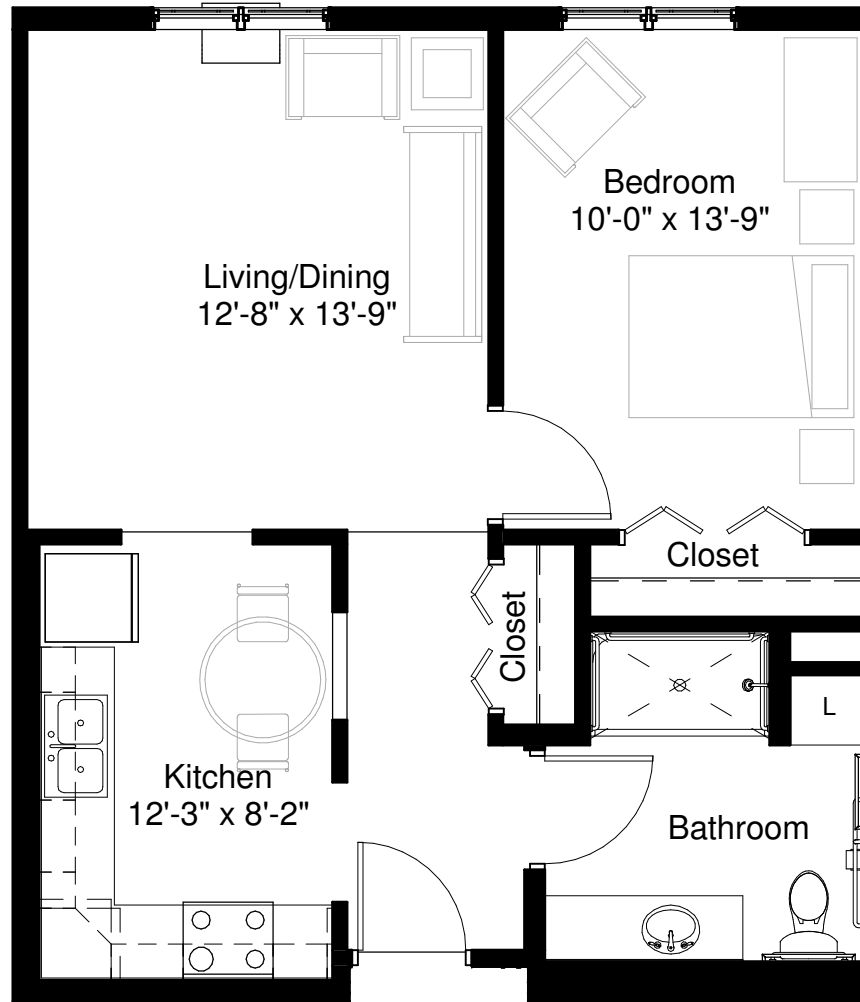 Bedroom
10'-0" x 13'-9"
Living/Dining
12'-8" x 13'-9"
Closet
Closet
L
Kitchen
12'-3" x 8'-2"
Bathroom